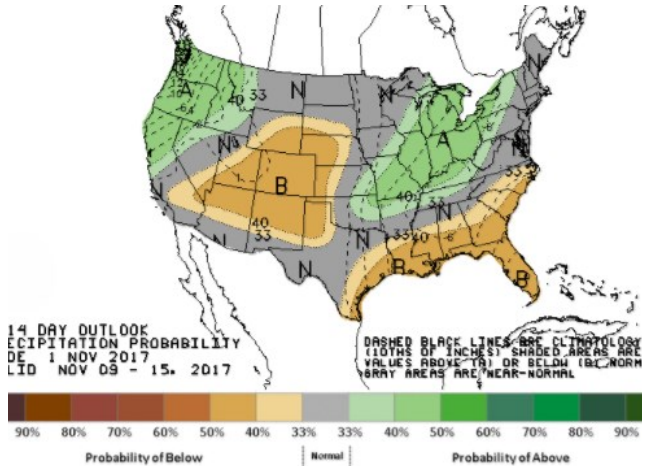 N
A
40 33
N
N
N
A
N
B
40
33
N
40
33
N
33
N
33
40
N
B
B
14 DAY OUTLOOK
ECIPITATION PROBABILITY
DE 1 NOV 2017
LID NOV 09 - 15, 2017
DASHED BLACK LINES ARE CLIMATOLOGY
(10THS OF INCHES) SHADED AREAS ARE
VALUES ABOVE (A) OR BELOW (B) NORM
GRAY AREAS ARE NEAR-NORMAL
90% 80% 70% 60% 50% 40% 33% 33% 40% 50% 60% 70% 80% 90%
Probability of Below Normal Probability of Above